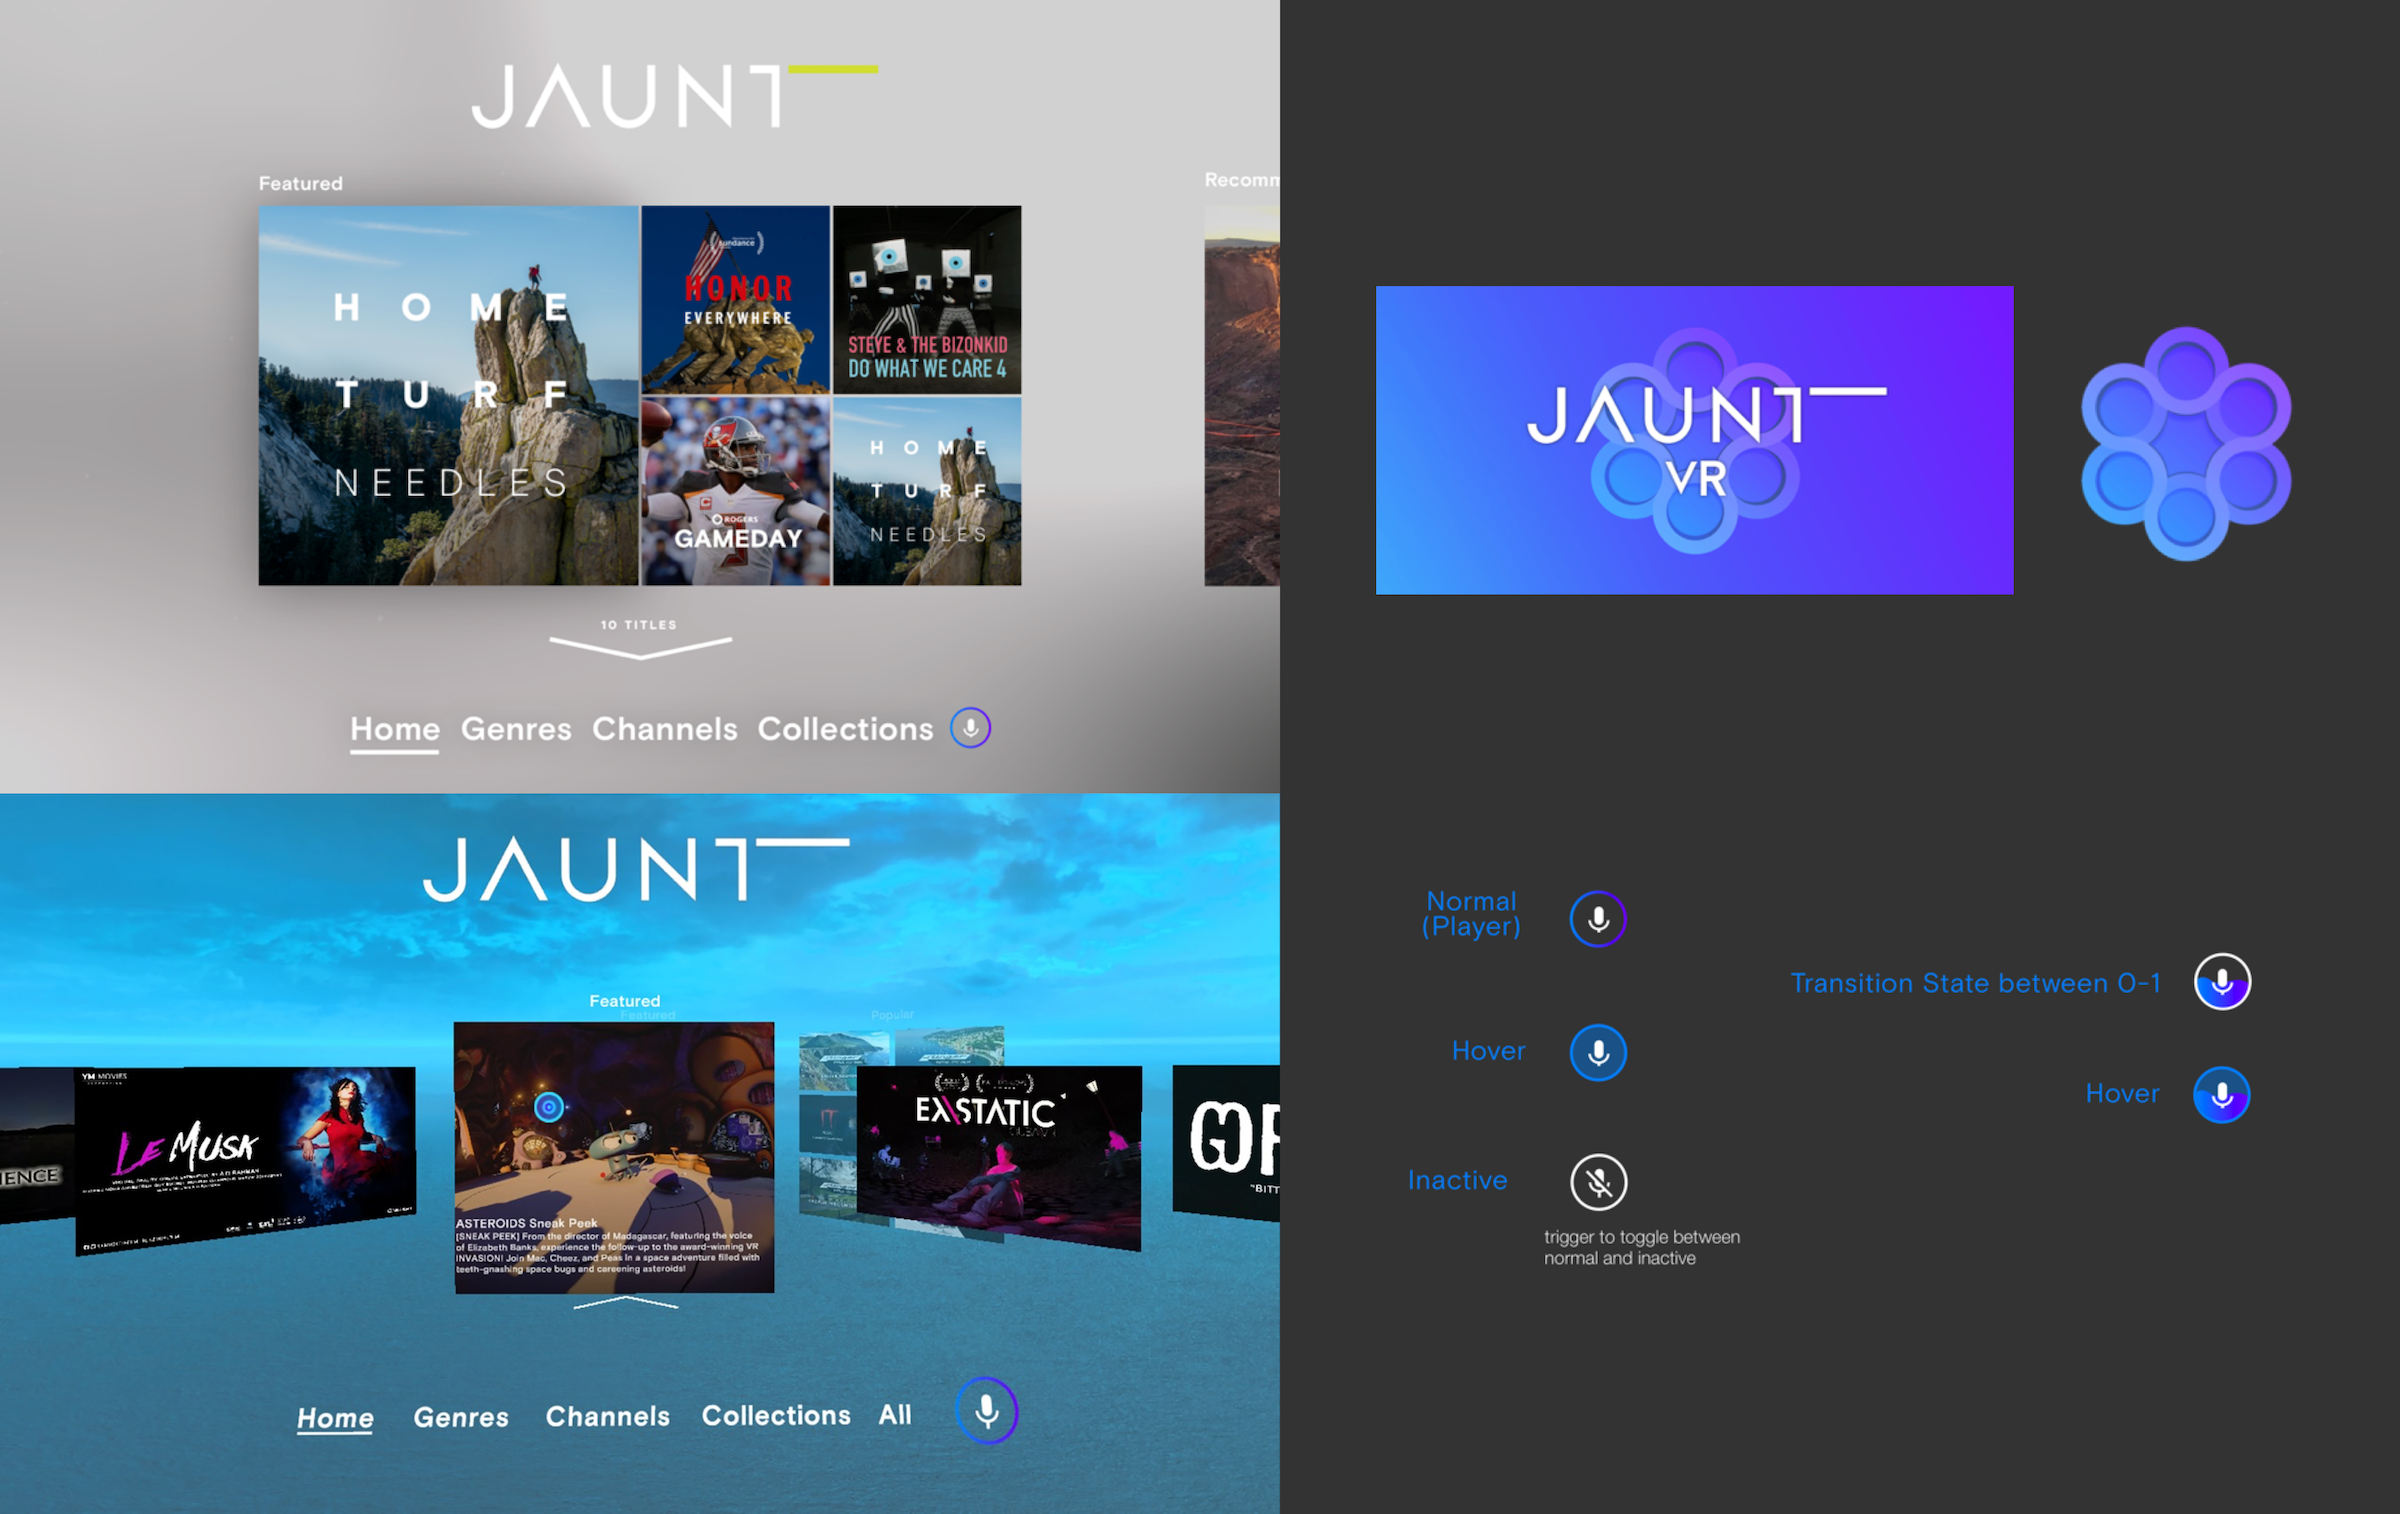 JAUNT
Featured
Recomm
HOME
TURF
NEEDLES
sundance
HONOR
EVERYWHERE
STEVE & THE BIZONKID
DO WHAT WE CARE 4
ROGERS
GAMEDAY
HOME
TURF
NEEDLES
10 TITLES
Home Genres Channels Collections
JAUNT
Featured
Featured
Popular
IENCE
YM MOVIES
LE MUSK
ASTEROIDS Sneak Peek
[SNEAK PEEK] From the director of Madagascar, featuring the voice
of Elizabeth Banks, experience the follow-up to the award-winning VR
INVASION! Join Mac, Cheez, and Peas in a space adventure filled with
teeth-gnashing space bugs and careening asteroids!
EX\STATIC
"BITT
Home Genres Channels Collections All
JAUNT
VR
Normal
(Player)
Transition State between 0-1
Hover
Hover
Inactive
trigger to toggle between
normal and inactive